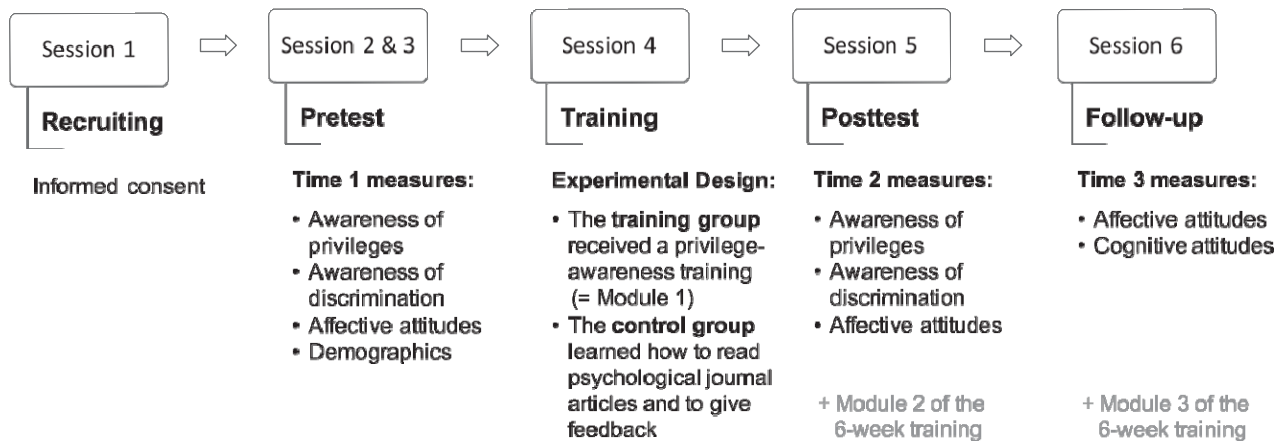 Session 1
Session 2 & 3
Session 4
Session 5
Session 6
Recruiting
Pretest
Training
Posttest
Follow-up
Informed consent
Time 1 measures:
• Awareness of
privileges
• Awareness of
discrimination
• Affective attitudes
• Demographics
Experimental Design:
• The training group
received a privilege-
awareness training
(= Module 1)
• The control group
learned how to read
psychological journal
articles and to give
feedback
Time 2 measures:
• Awareness of
privileges
• Awareness of
discrimination
• Affective attitudes
+ Module 2 of the
6-week training
Time 3 measures:
• Affective attitudes
• Cognitive attitudes
+ Module 3 of the
6-week training